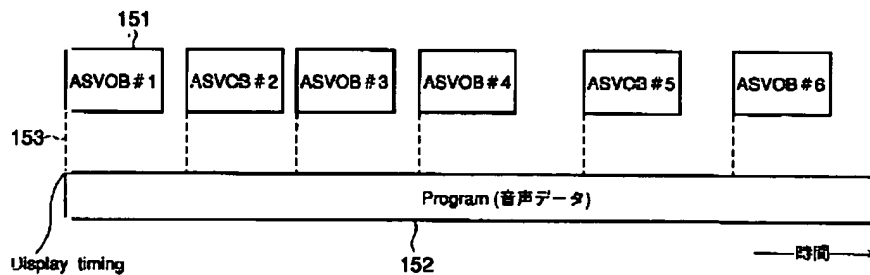 151
ASVOB#1 ASVOB#2 ASVOB#3 ASVOB#4 ASVOB#5 ASVOB#6
153
Program (音声データ)
Display timing
152
時間